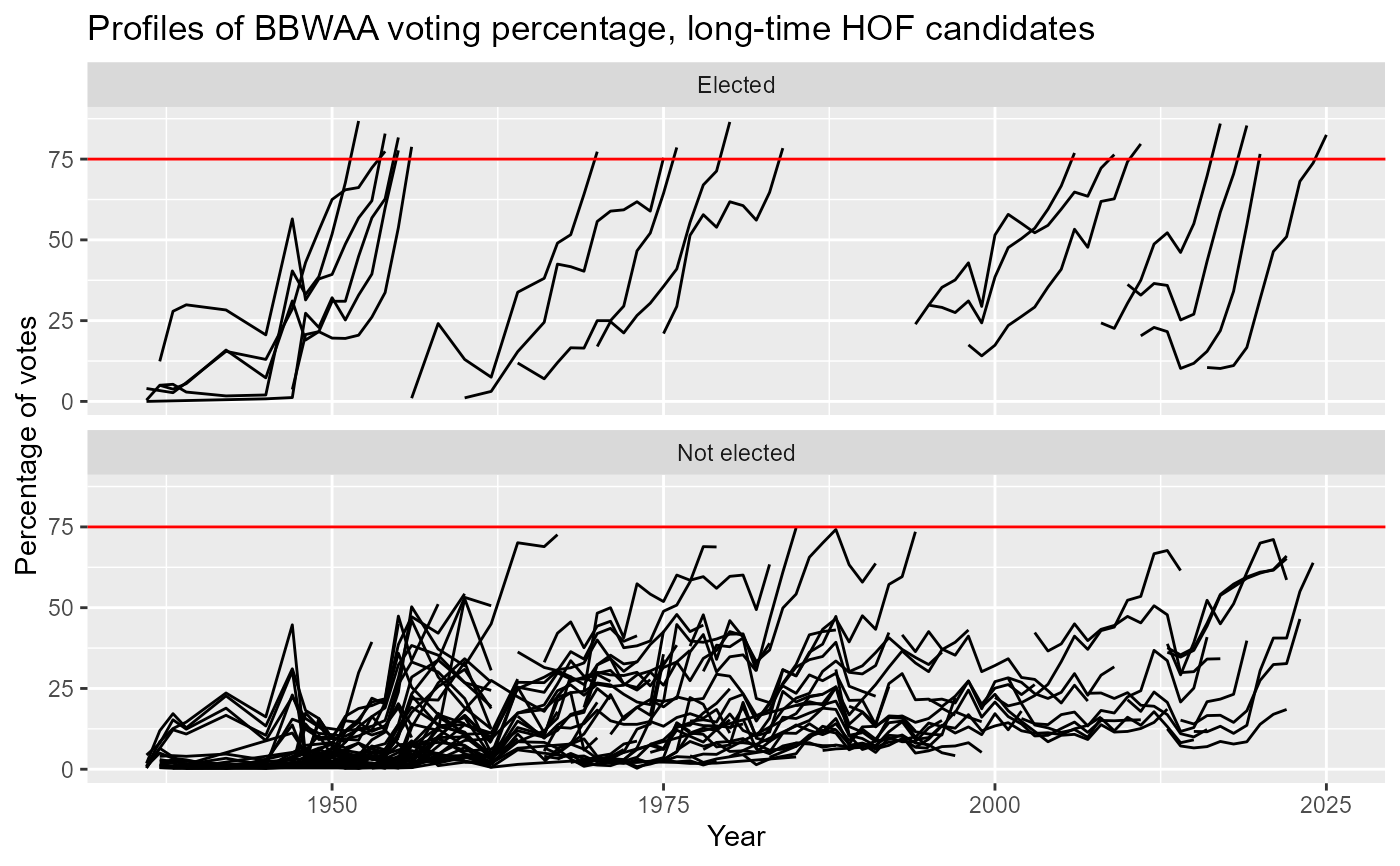 Profiles of BBWAA voting percentage, long-time HOF candidates
Elected
75
50
25
0
Not elected
75
50
25
0
Percentage of votes
1950
1975
2000
2025
Year